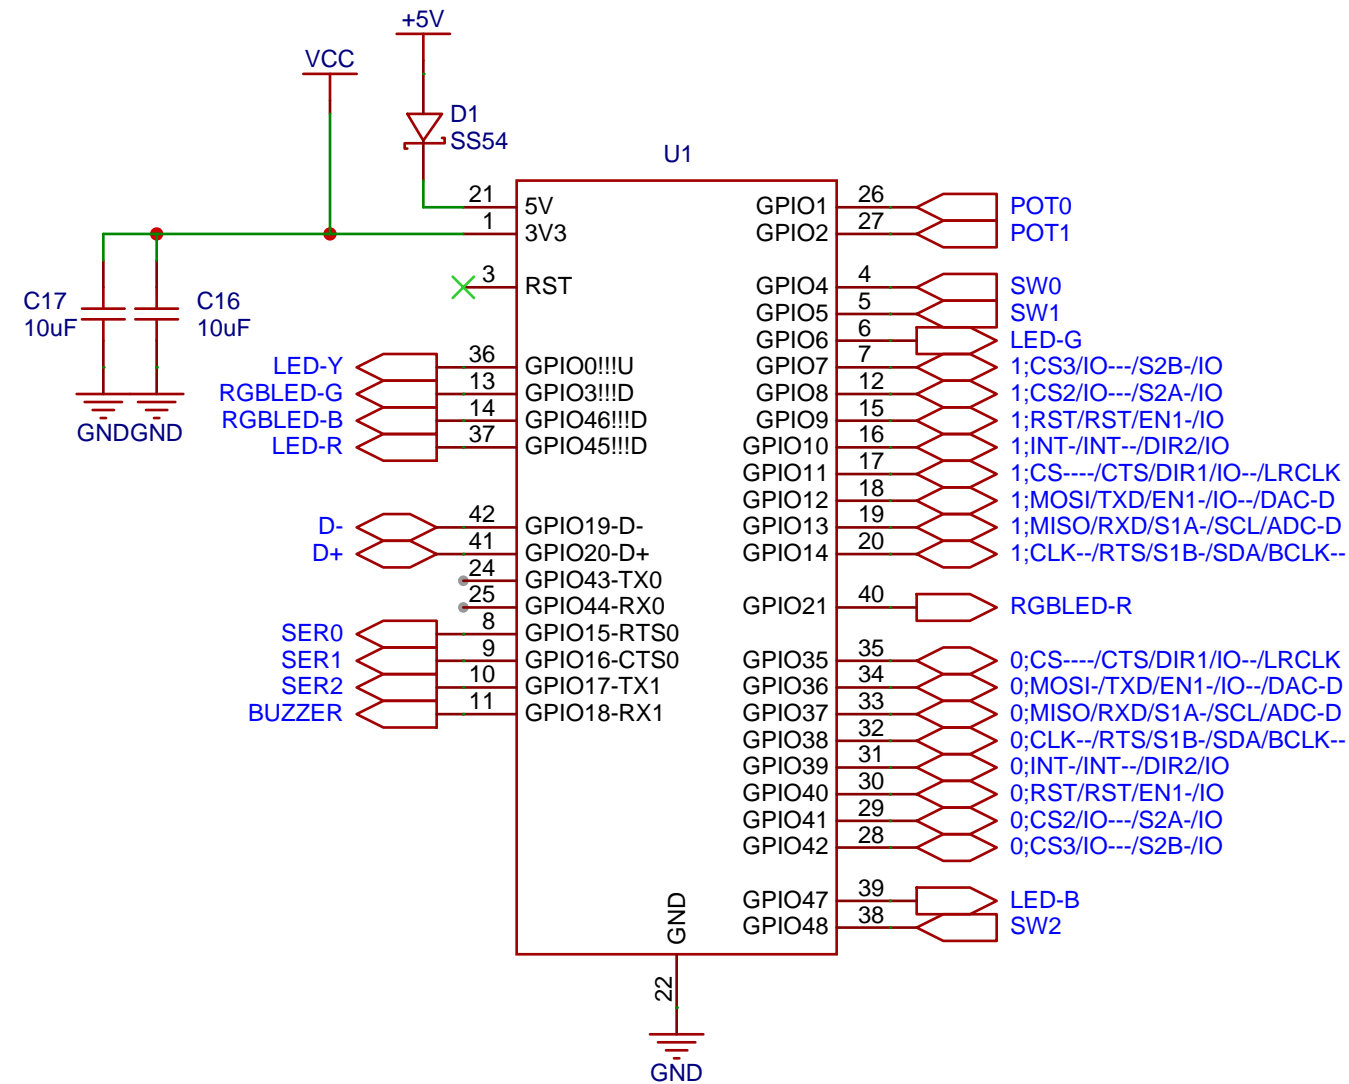 +5V
VCC
D1
SS54
U1
21 5V
1 3V3
3 RST
C17
10uF
C16
10uF
GND GND
LED-Y 36 GPIO0!!!U
RGBLED-G 13 GPIO3!!!D
RGBLED-B 14 GPIO46!!!D
LED-R 37 GPIO45!!!D
D- 42 GPIO19-D-
D+ 41 GPIO20-D+
24 GPIO43-TX0
25 GPIO44-RX0
SER0 8 GPIO15-RTS0
SER1 9 GPIO16-CTS0
SER2 10 GPIO17-TX1
BUZZER 11 GPIO18-RX1
GPIO1 26 POT0
GPIO2 27 POT1
GPIO4 4 SW0
GPIO5 5 SW1
GPIO6 6 LED-G
GPIO7 7 1;CS3/IO---/S2B-/IO
GPIO8 12 1;CS2/IO---/S2A-/IO
GPIO9 15 1;RST/RST/EN1-/IO
GPIO10 16 1;INT-/INT--/DIR2/IO
GPIO11 17 1;CS----/CTS/DIR1/IO--/LRCLK
GPIO12 18 1;MOSI/TXD/EN1-/IO--/DAC-D
GPIO13 19 1;MISO/RXD/S1A-/SCL/ADC-D
GPIO14 20 1;CLK--/RTS/S1B-/SDA/BCLK--
GPIO21 40 RGBLED-R
GPIO35 35 0;CS----/CTS/DIR1/IO--/LRCLK
GPIO36 34 0;MOSI-/TXD/EN1-/IO--/DAC-D
GPIO37 33 0;MISO/RXD/S1A-/SCL/ADC-D
GPIO38 32 0;CLK--/RTS/S1B-/SDA/BCLK--
GPIO39 31 0;INT-/INT--/DIR2/IO
GPIO40 30 0;RST/RST/EN1-/IO
GPIO41 29 0;CS2/IO---/S2A-/IO
GPIO42 28 0;CS3/IO---/S2B-/IO
GPIO47 39 LED-B
GPIO48 38 SW2
GND
22
GND